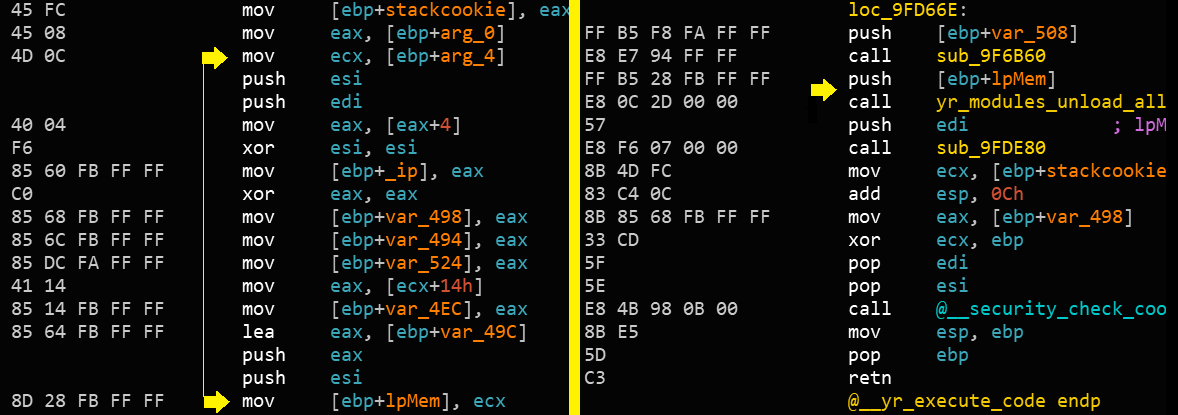 45 FC mov [ebp+stackcookie], eax
45 08 mov eax, [ebp+arg_0]
4D 0C mov ecx, [ebp+arg_4]
push esi
push edi
40 04 mov eax, [eax+4]
F6 xor esi, esi
85 60 FB FF FF mov [ebp+_ip], eax
C0 xor eax, eax
85 68 FB FF FF mov [ebp+var_498], eax
85 6C FB FF FF mov [ebp+var_494], eax
85 DC FA FF FF mov [ebp+var_524], eax
41 14 mov eax, [ecx+14h]
85 14 FB FF FF mov [ebp+var_4EC], eax
85 64 FB FF FF lea eax, [ebp+var_49C]
push eax
push esi
8D 28 FB FF FF mov [ebp+lpMem], ecx
loc_9FD66E:
FF B5 F8 FA FF FF push [ebp+var_508]
E8 E7 94 FF FF call sub_9F6B60
FF B5 28 FB FF FF push [ebp+lpMem]
E8 0C 2D 00 00 call yr_modules_unload_all
57 push edi ; lpM
E8 F6 07 00 00 call sub_9FDE80
8B 4D FC mov ecx, [ebp+stackcookie
83 C4 0C add esp, 0Ch
8B 85 68 FB FF FF mov eax, [ebp+var_498]
33 CD xor ecx, ebp
5F pop edi
5E pop esi
E8 4B 98 0B 00 call @__security_check_coo
8B E5 mov esp, ebp
5D pop ebp
C3 retn
@__yr_execute_code endp